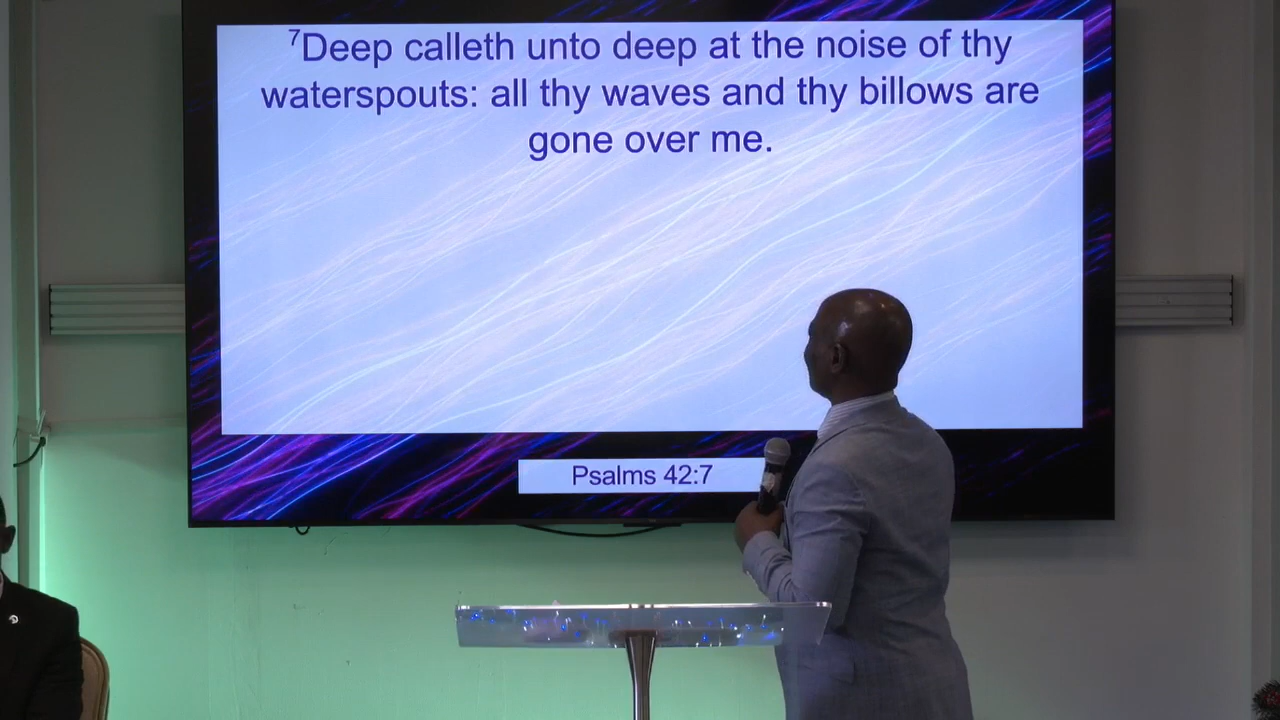 ⁷Deep calleth unto deep at the noise of thy
waterspouts: all thy waves and thy billows are
gone over me.
Psalms 42:7